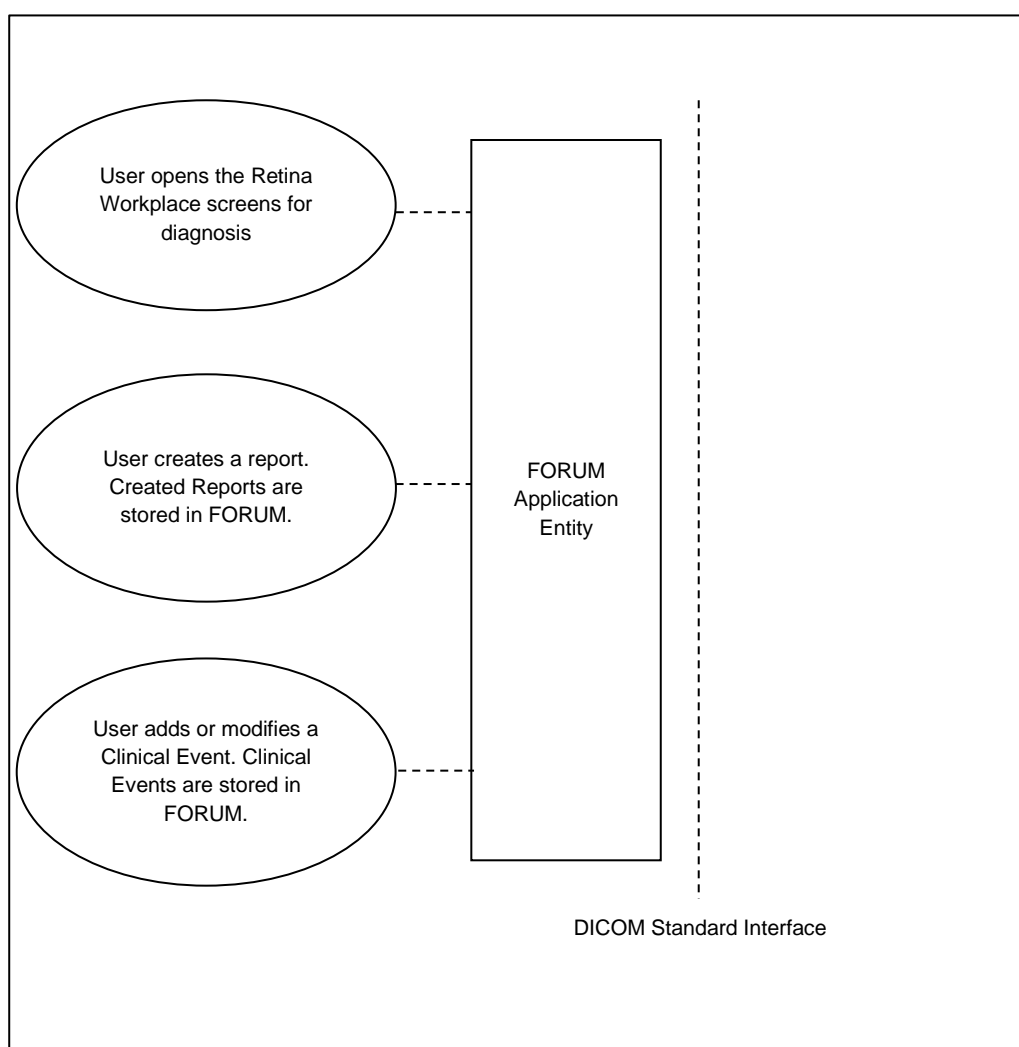 User opens the Retina
Workplace screens for
diagnosis
User creates a report.
Created Reports are
stored in FORUM.
FORUM
Application
Entity
User adds or modifies a
Clinical Event. Clinical
Events are stored in
FORUM.
DICOM Standard Interface